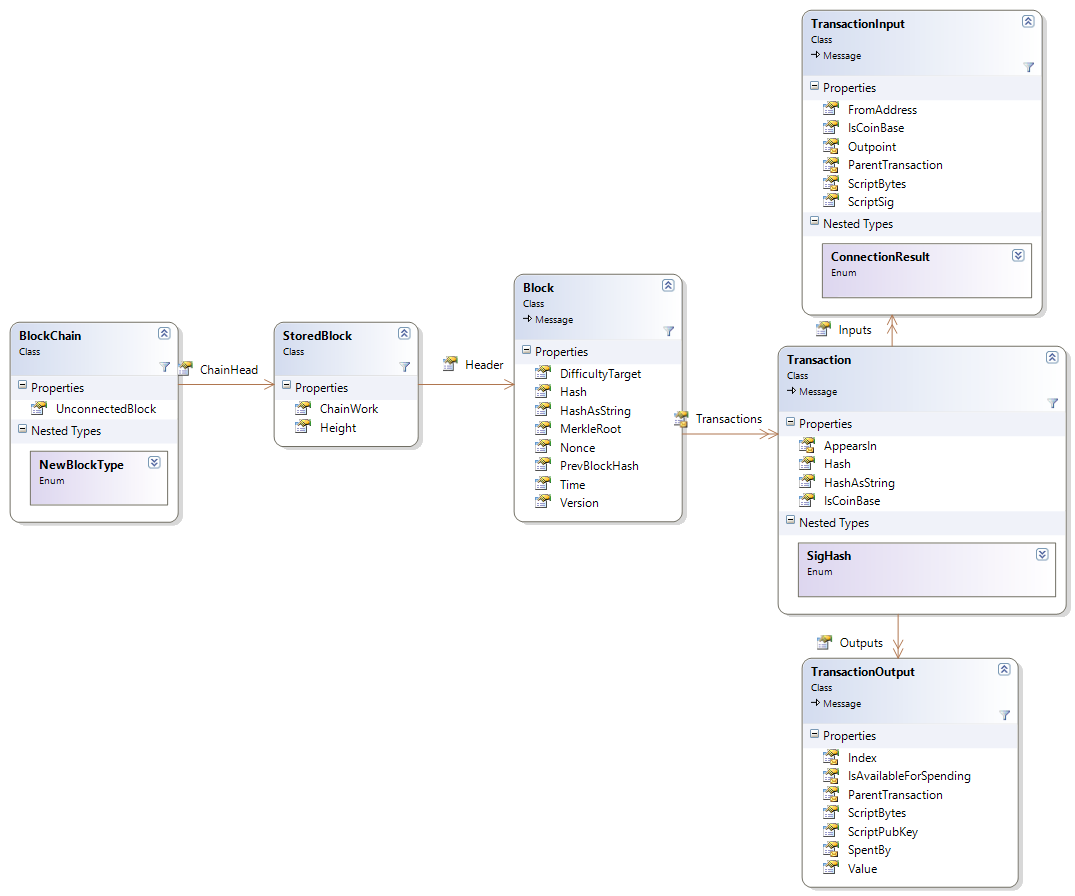 BlockChain
Class
Properties
UnconnectedBlock
Nested Types
NewBlockType
Enum
ChainHead
StoredBlock
Class
Properties
ChainWork
Height
Header
Block
Class
Message
Properties
DifficultyTarget
Hash
HashAsString
MerkleRoot
Nonce
PrevBlockHash
Time
Version
Transactions
TransactionInput
Class
Message
Properties
FromAddress
IsCoinBase
Outpoint
ParentTransaction
ScriptBytes
ScriptSig
Nested Types
ConnectionResult
Enum
Inputs
Transaction
Class
Message
Properties
AppearsIn
Hash
HashAsString
IsCoinBase
Nested Types
SigHash
Enum
Outputs
TransactionOutput
Class
Message
Properties
Index
IsAvailableForSpending
ParentTransaction
ScriptBytes
ScriptPubKey
SpentBy
Value